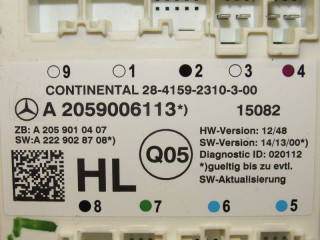 9 1 2 3 4
CONTINENTAL 28-4159-2310-3-00
A 2059006113*) 15082
ZB: A 205 901 04 07
SW:A 222 902 87 08*)
HL
Q05
HW-Version: 12/48
SW-Version: 14/13/00*)
Diagnostic ID: 020112
*)gueltig bis zu evtl.
SW-Aktualisierung
8 7 6 5